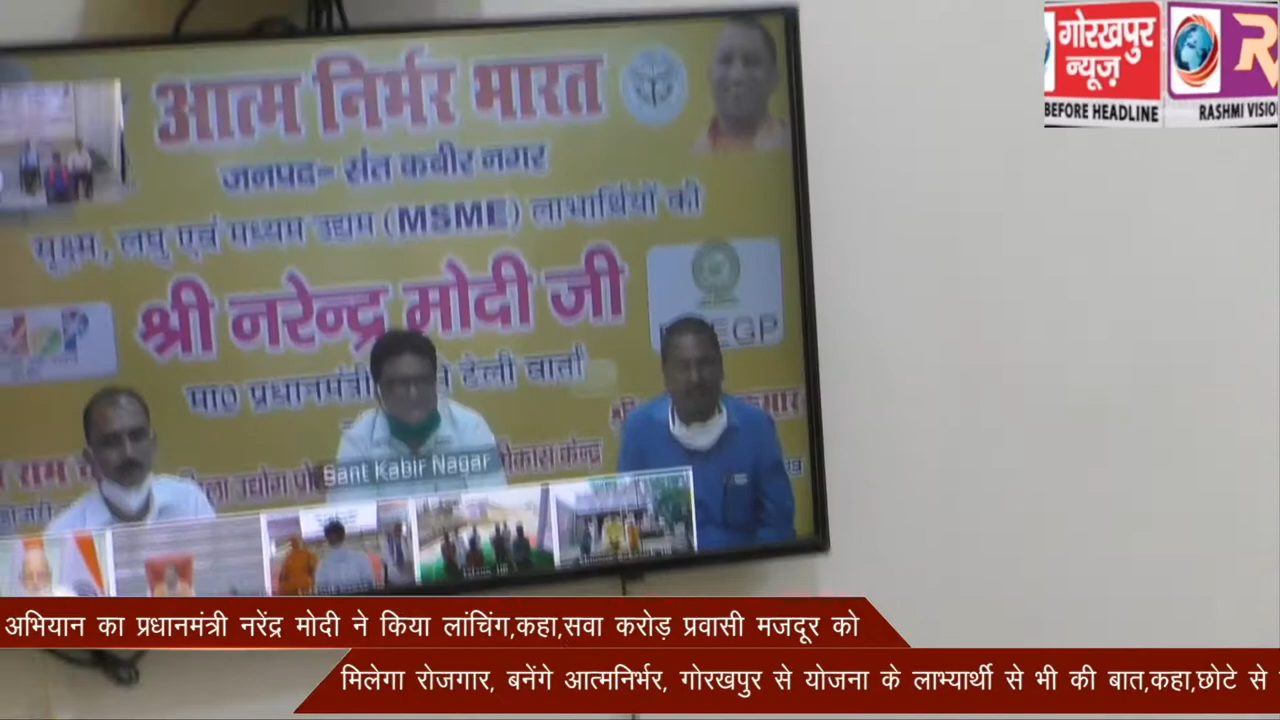 गोरखपुर
न्यूज़
BEFORE HEADLINE
RASHMI VISIO
आत्म निर्भर भारत
जनपद- संत कबीर नगर
सूक्ष्म, लघु एवं मध्यम उद्यम (MSME) लाभार्थियों की
श्री नरेन्द्र मोदी जी
EGP
मा0 प्रधानमंत्री टेली वार्ता
राम
उद्योग विकास केन्द्र
Sant Kabir Nagar
अभियान का प्रधानमंत्री नरेंद्र मोदी ने किया लांचिंग,कहा,सवा करोड़ प्रवासी मजदूर को
मिलेगा रोजगार, बनेंगे आत्मनिर्भर, गोरखपुर से योजना के लाभ्यार्थी से भी की बात,कहा,छोटे से